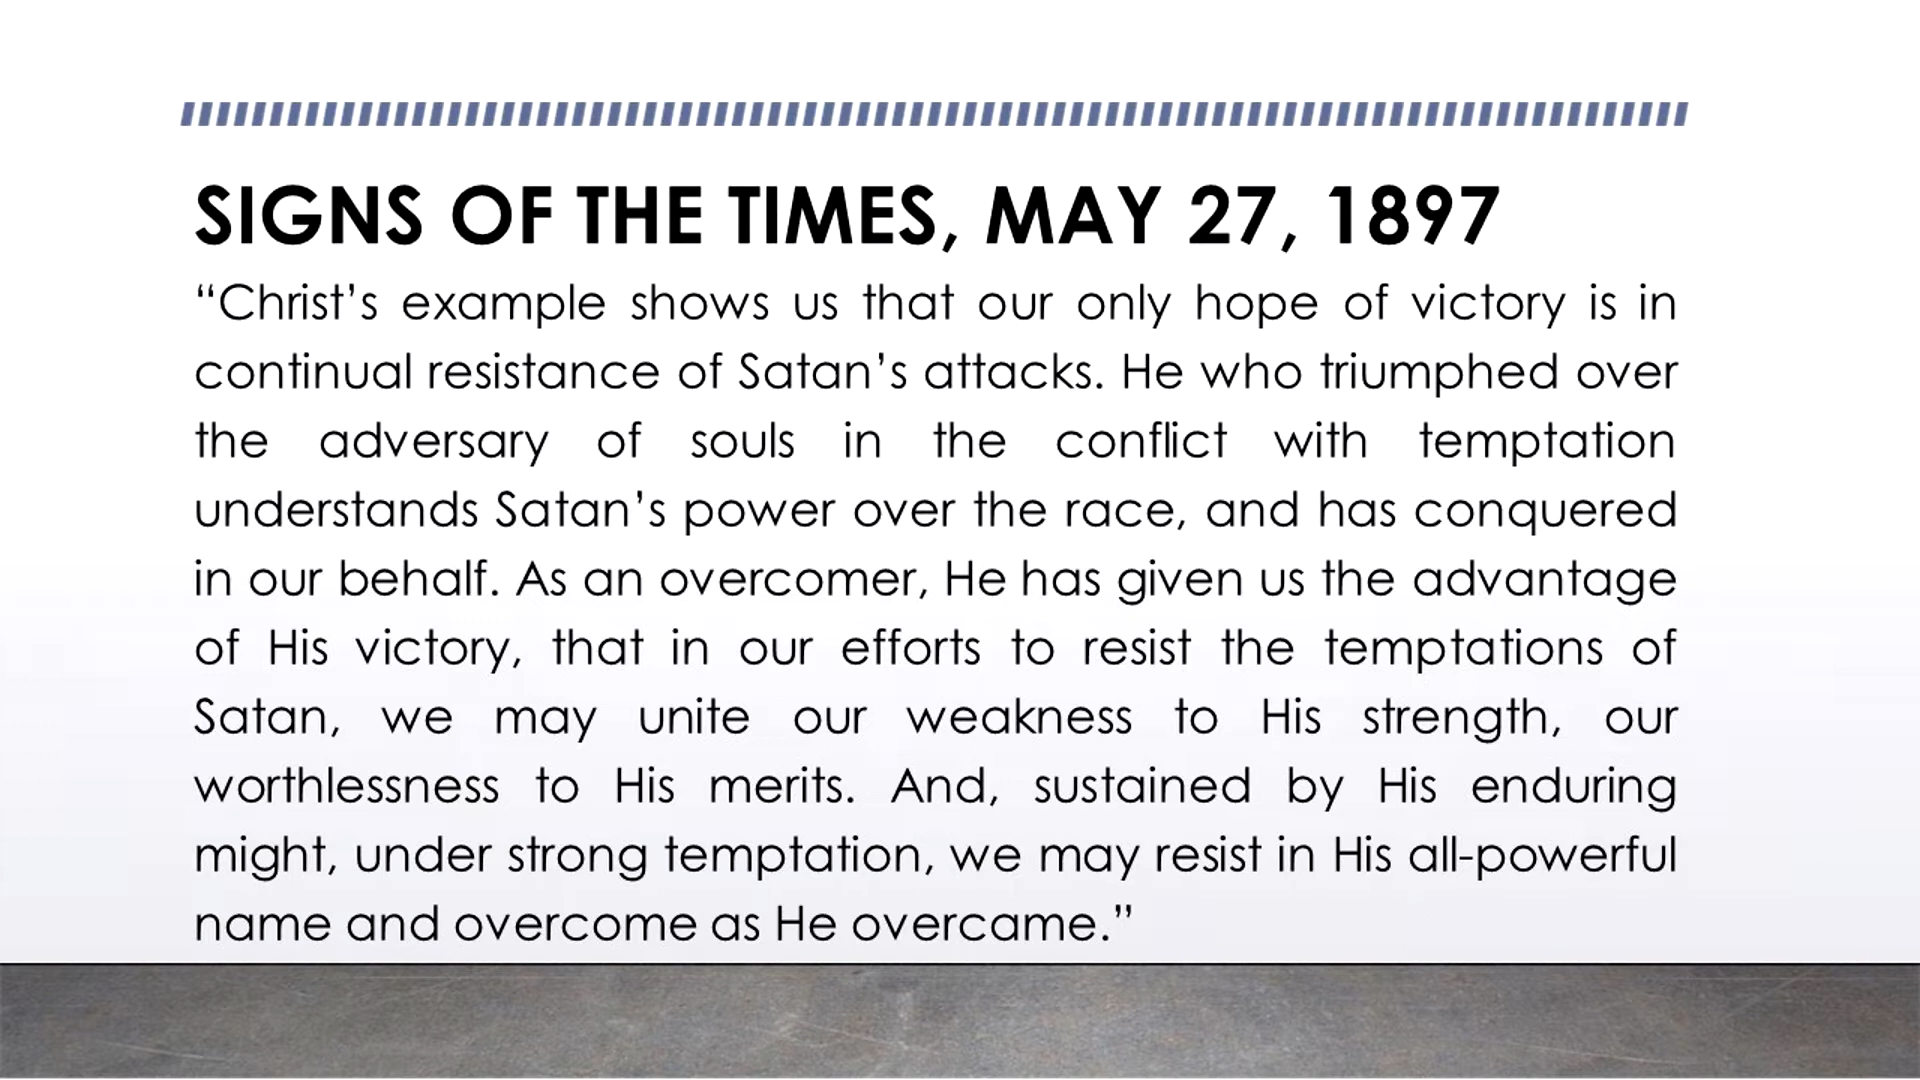 SIGNS OF THE TIMES, MAY 27, 1897
“Christ’s example shows us that our only hope of victory is in
continual resistance of Satan’s attacks. He who triumphed over
the adversary of souls in the conflict with temptation
understands Satan’s power over the race, and has conquered
in our behalf. As an overcomer, He has given us the advantage
of His victory, that in our efforts to resist the temptations of
Satan, we may unite our weakness to His strength, our
worthlessness to His merits. And, sustained by His enduring
might, under strong temptation, we may resist in His all-powerful
name and overcome as He overcame.”